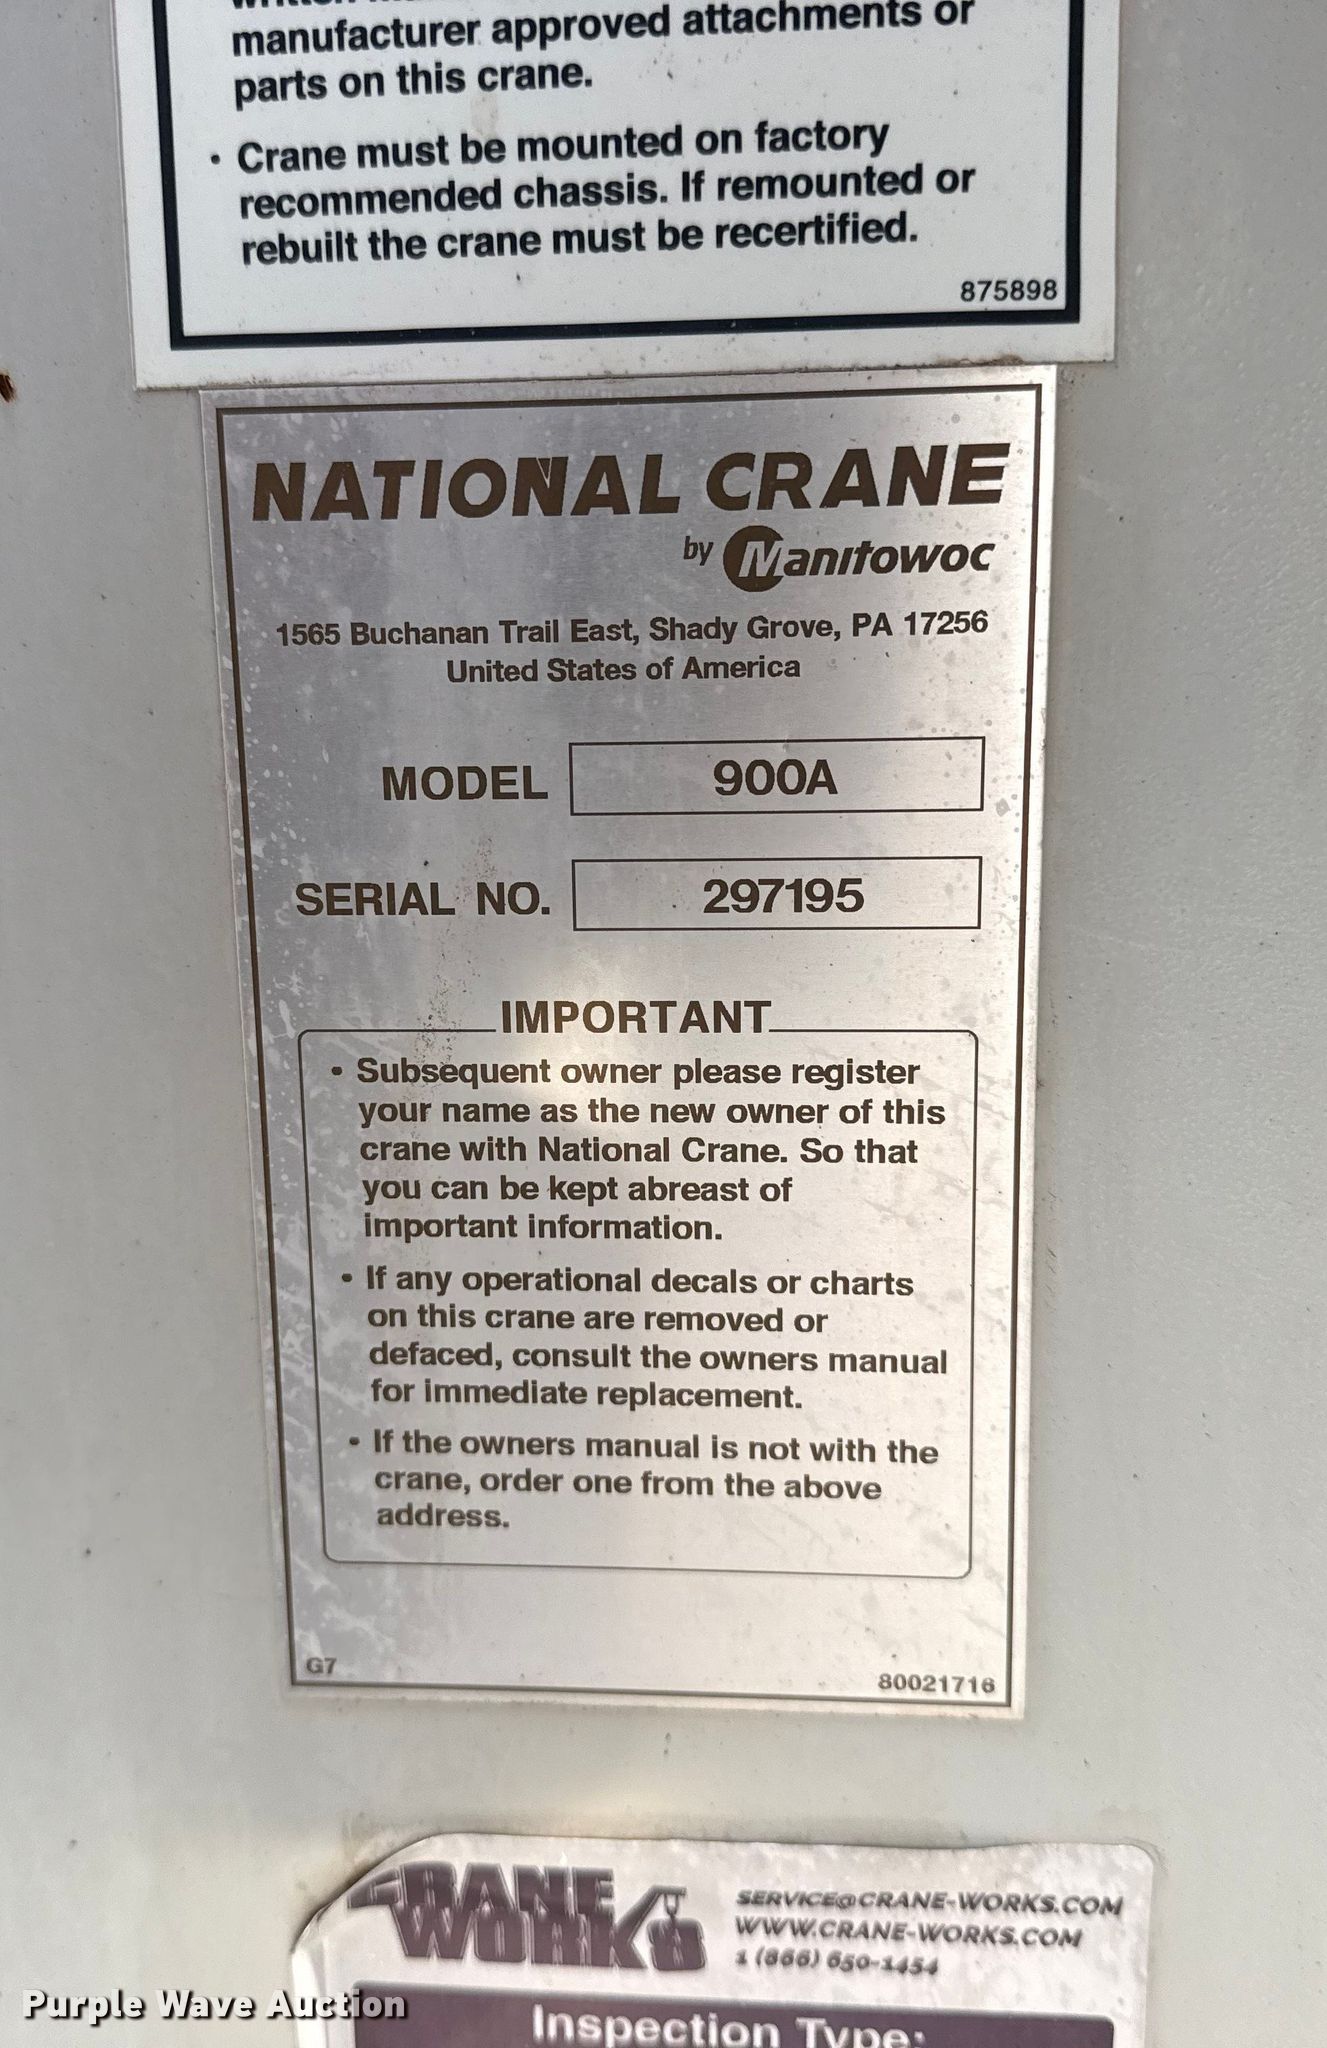 manufacturer approved attachments or
parts on this crane.
• Crane must be mounted on factory
recommended chassis. If remounted or
rebuilt the crane must be recertified.
875898
NATIONAL CRANE
by Manitowoc
1565 Buchanan Trail East, Shady Grove, PA 17256
United States of America
MODEL 900A
SERIAL NO. 297195
IMPORTANT
• Subsequent owner please register
your name as the new owner of this
crane with National Crane. So that
you can be kept abreast of
important information.
• If any operational decals or charts
on this crane are removed or
defaced, consult the owners manual
for immediate replacement.
• If the owners manual is not with the
crane, order one from the above
address.
G7
80021716
CRANE
WORKS
SERVICE@CRANE-WORKS.COM
WWW.CRANE-WORKS.COM
1 (866) 650-1454
Inspection Type:
Purple Wave Auction